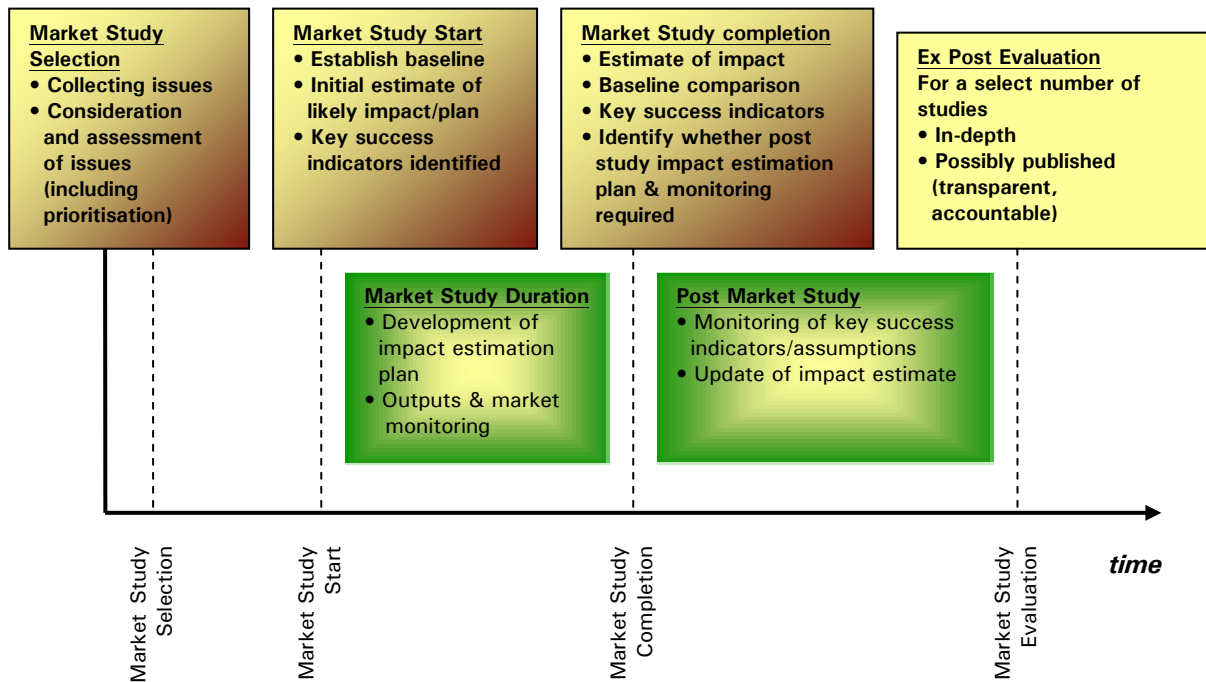 Market Study
Selection
• Collecting issues
• Consideration
and assessment
of issues
(including
prioritisation)
Market Study Start
• Establish baseline
• Initial estimate of
likely impact/plan
• Key success
indicators identified
Market Study completion
• Estimate of impact
• Baseline comparison
• Key success indicators
• Identify whether post
study impact estimation
plan & monitoring
required
Ex Post Evaluation
For a select number of
studies
• In-depth
• Possibly published
(transparent,
accountable)
Market Study Duration
• Development of
impact estimation
plan
• Outputs & market
monitoring
Post Market Study
• Monitoring of key success
indicators/assumptions
• Update of impact estimate
Market Study
Selection
Market Study
Start
Market Study
Completion
Market Study
Evaluation
time